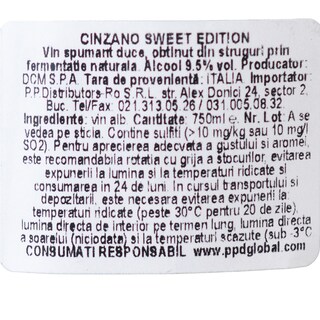 CINZANO SWEET EDITION
Vin spumant duce, obtinut din struguri prin
fermentatie naturala. Alcool 9.5% vol. Producator:
DCM S.P.A. Tara de provenienta: ITALIA. Importator:
P.P.Distributors-Ro S.R.L. str. Alex Donici 24, sector 2,
Buc. Tel/Fax: 021.313.05.26 / 031.005.08.32.
Ingrediente: vin alb. Cantitate: 750ml e. Nr. Lot: A se
vedea pe sticla. Contine sulfiti (>10 mg/kg sau 10 mg/l
SO2). Pentru aprecierea adecvata a gustului si aromei,
este recomandabila rotatia cu grija a stocurilor, evitarea
expunerii la lumina si la temperaturi ridicate si
consumarea in 24 de luni. In cursul transportului si
depozitarii, este necesara evitarea expunerii la:
temperaturi ridicate (peste 30°C pentru 20 de zile),
lumina directa de interior pe termen lung, lumina directa
a soarelui (niciodata) si la temperaturi scazute (sub -3°C)
CONSUMATI RESPONSABIL www.ppdglobal.com